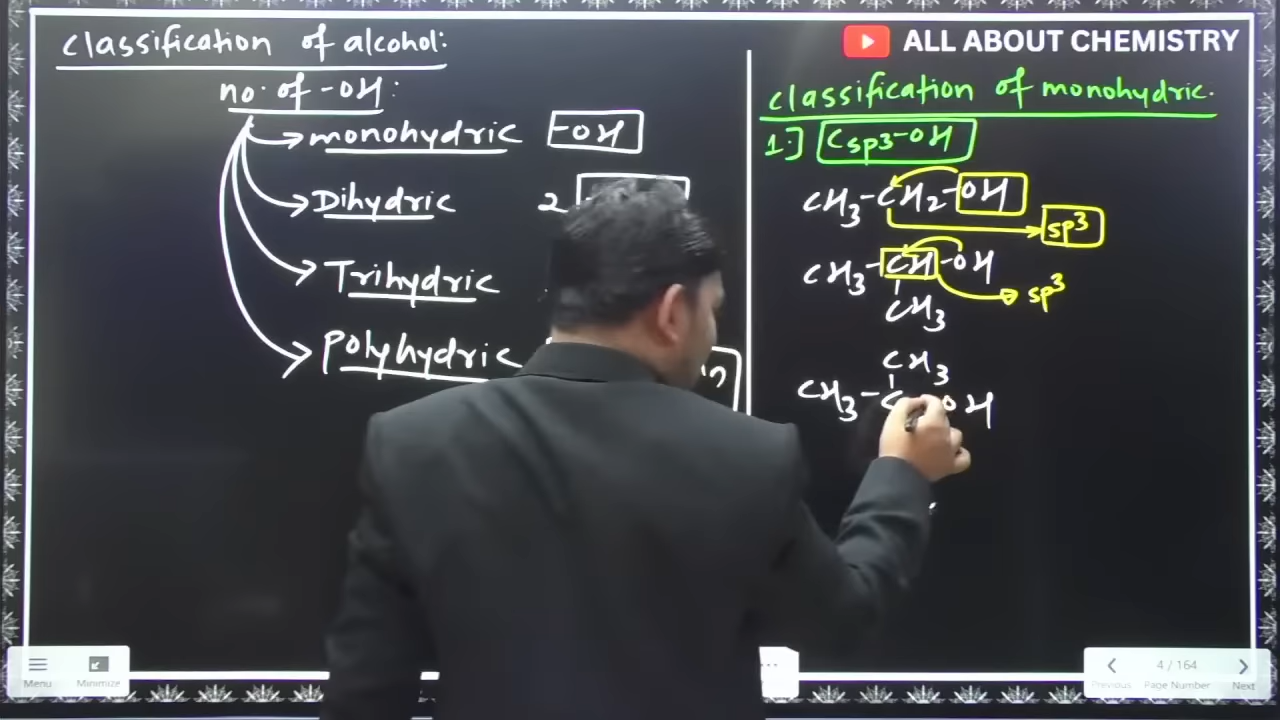 classification of alcohol:
no. of -OH:
monohydric -OH
Dihydric 2
Trihydric
polyhydric
ALL ABOUT CHEMISTRY
classification of monohydric.
1.] Csp3-OH
CH3-CH2-OH
sp3
CH3-CH-OH
sp3
CH3
CH3
CH3-C OH
Menu
Minimize
4 / 164
Previous Page Number Next